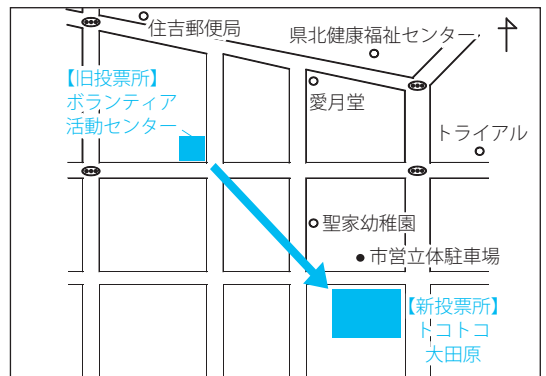 住吉郵便局
県北健康福祉センター
【旧投票所】
ボランティア
活動センター
愛月堂
トライアル
聖家幼稚園
市営立体駐車場
【新投票所】
トコトコ
大田原